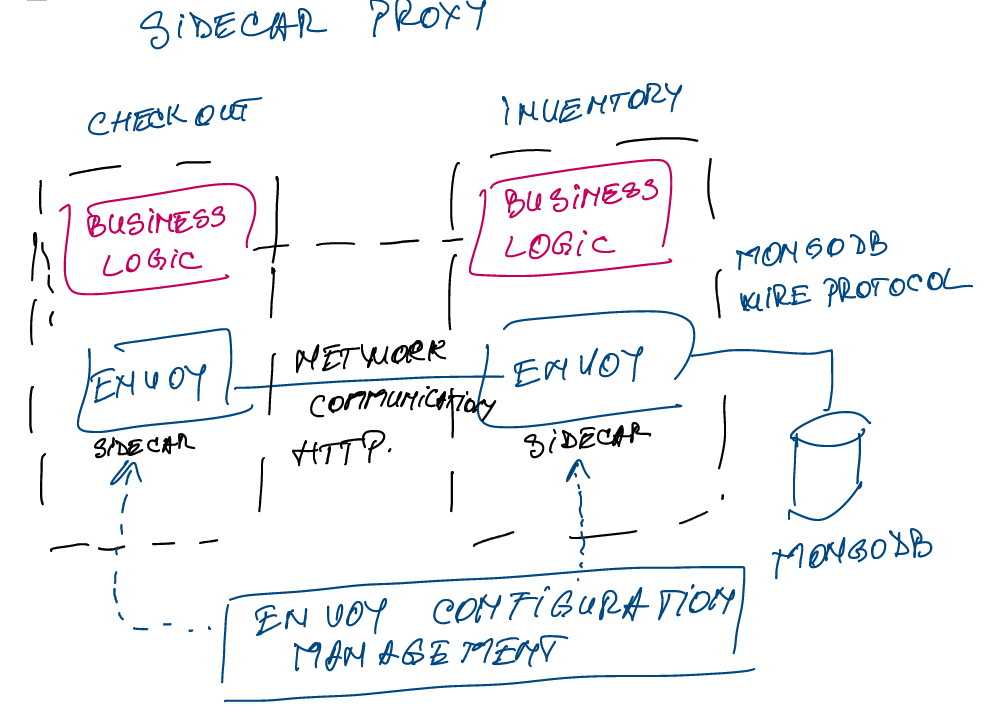 SIDECAR PROXY
CHECKOUT
INVENTORY
BUSINESS
LOGIC
BUSINESS
LOGIC
MONGODB
WIRE PROTOCOL
ENVOY
SIDECAR
NETWORK
COMMUNICATION
HTTP.
ENVOY
SIDECAR
MONGODB
ENVOY CONFIGURATION
MANAGEMENT